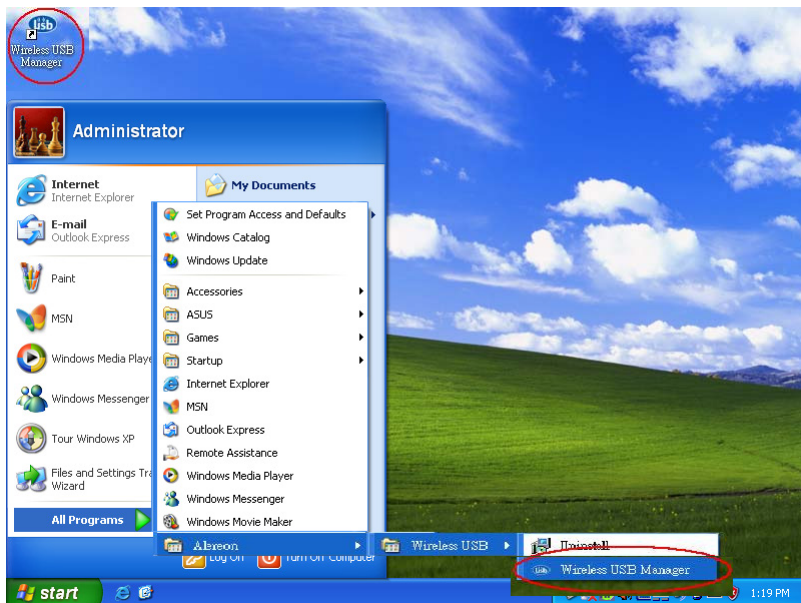 Wireless USB
Manager
Administrator
Internet
Internet Explorer
E-mail
Outlook Express
Paint
MSN
Windows Media Playe
Windows Messenger
Tour Windows XP
Files and Settings Tra
Wizard
All Programs
My Documents
Set Program Access and Defaults
Windows Catalog
Windows Update
Accessories
ASUS
Games
Startup
Internet Explorer
MSN
Outlook Express
Remote Assistance
Windows Media Player
Windows Messenger
Windows Movie Maker
Alereon
Wireless USB
Uninstall
Wireless USB Manager
Log Off
Turn Off Computer
start
1:19 PM